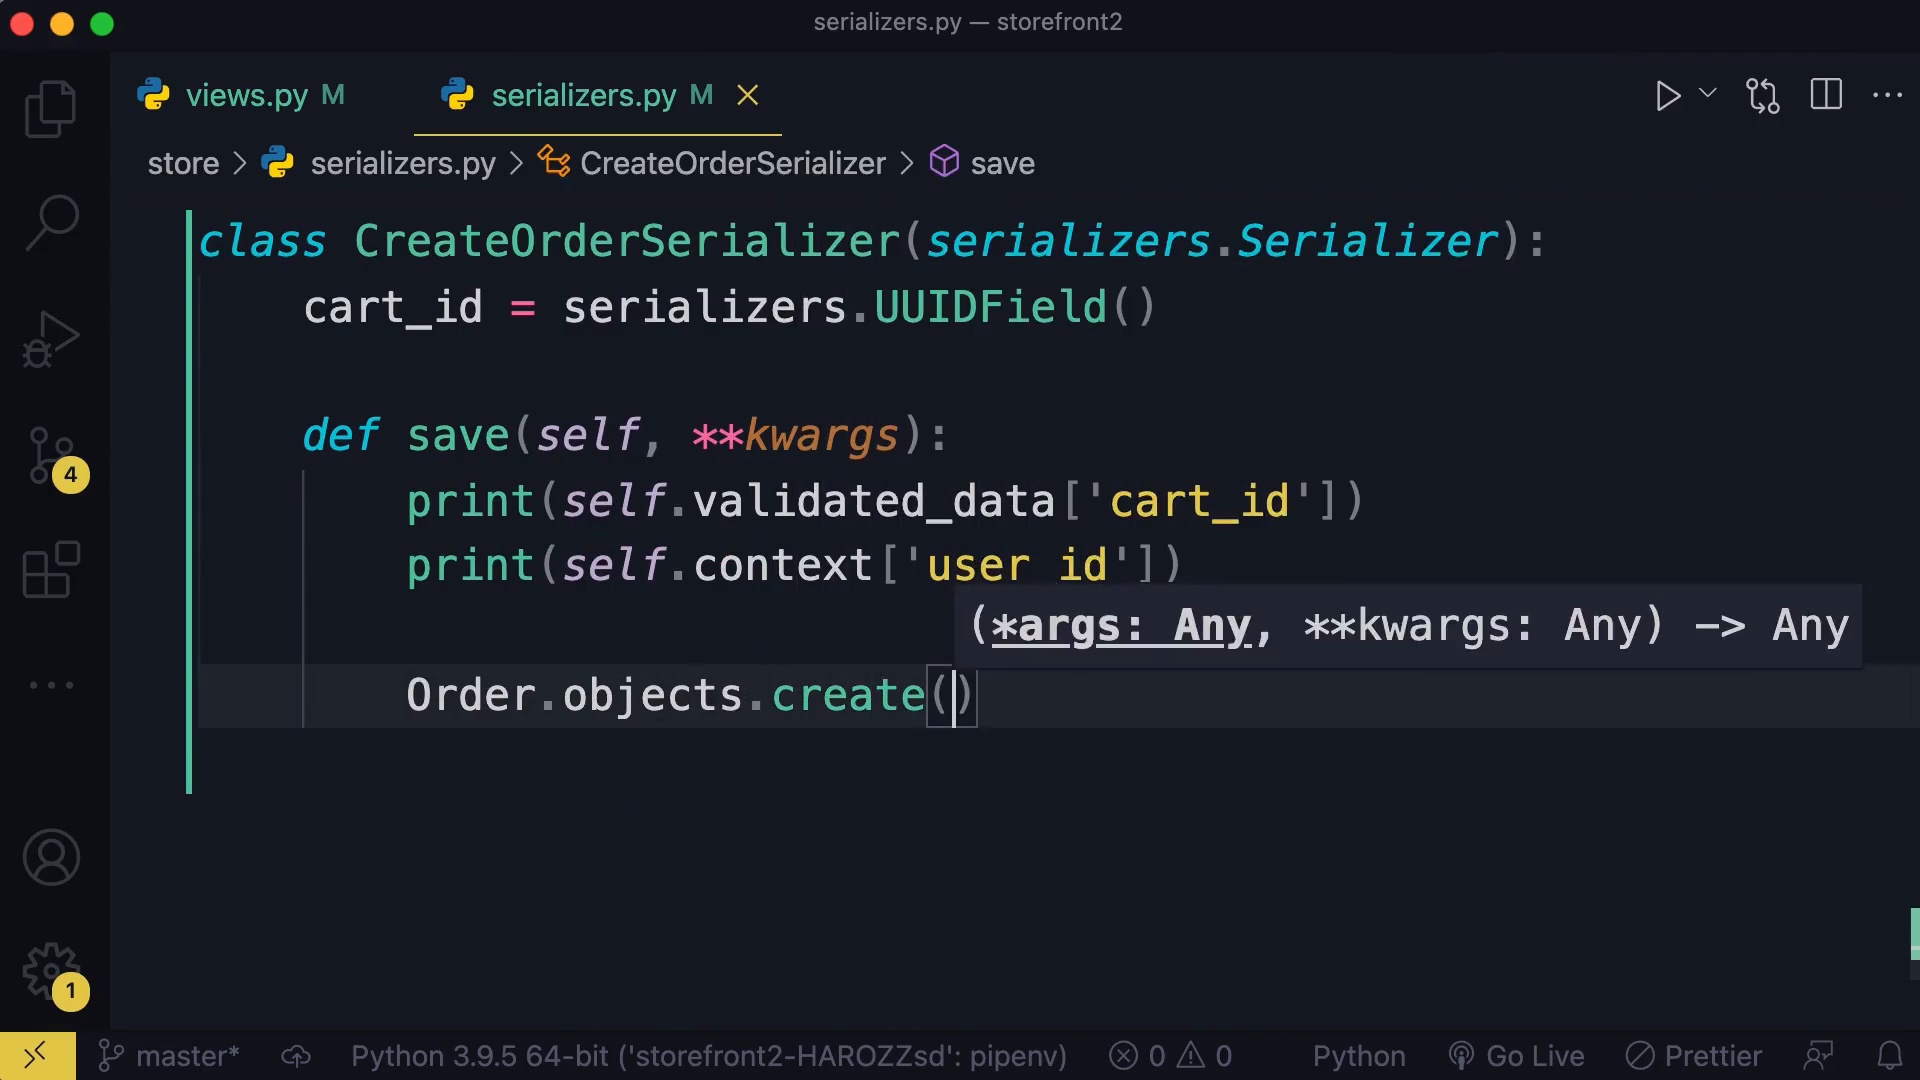 serializers.py — storefront2
views.py M serializers.py M
store > serializers.py > CreateOrderSerializer > save
class CreateOrderSerializer(serializers.Serializer):
cart_id = serializers.UUIDField()
def save(self, **kwargs):
print(self.validated_data['cart_id'])
print(self.context['user_id'])
(*args: Any, **kwargs: Any) -> Any
Order.objects.create()
4
1
master* Python 3.9.5 64-bit ('storefront2-HAROZZsd': pipenv) 0 0 Python Go Live Prettier